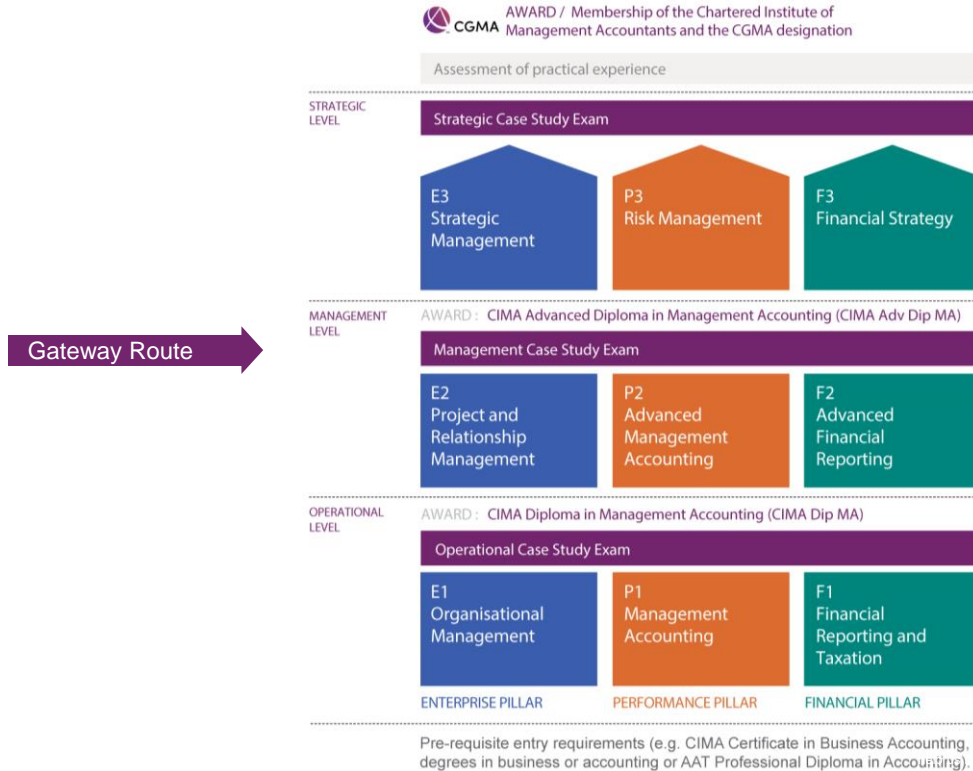 CGMA
AWARD / Membership of the Chartered Institute of
Management Accountants and the CGMA designation
Assessment of practical experience
STRATEGIC
LEVEL
Strategic Case Study Exam
E3
Strategic
Management
P3
Risk Management
F3
Financial Strategy
Gateway Route
MANAGEMENT
LEVEL
AWARD : CIMA Advanced Diploma in Management Accounting (CIMA Adv Dip MA)
Management Case Study Exam
E2
Project and
Relationship
Management
P2
Advanced
Management
Accounting
F2
Advanced
Financial
Reporting
OPERATIONAL
LEVEL
AWARD : CIMA Diploma in Management Accounting (CIMA Dip MA)
Operational Case Study Exam
E1
Organisational
Management
P1
Management
Accounting
F1
Financial
Reporting and
Taxation
ENTERPRISE PILLAR
PERFORMANCE PILLAR
FINANCIAL PILLAR
Pre-requisite entry requirements (e.g. CIMA Certificate in Business Accounting,
degrees in business or accounting or AAT Professional Diploma in Accounting).